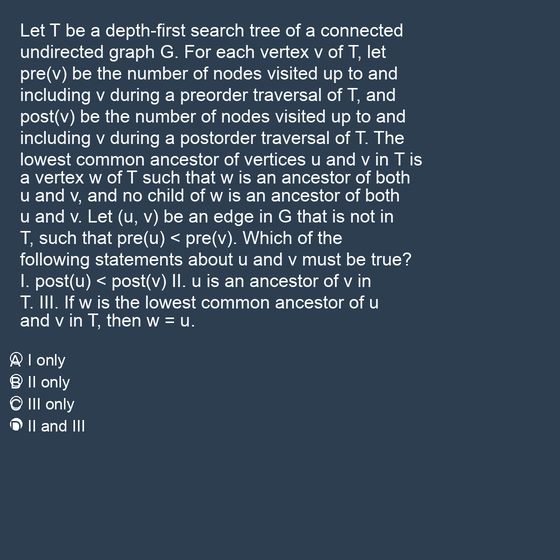 Let T be a depth-first search tree of a connected
undirected graph G. For each vertex v of T, let
pre(v) be the number of nodes visited up to and
including v during a preorder traversal of T, and
post(v) be the number of nodes visited up to and
including v during a postorder traversal of T. The
lowest common ancestor of vertices u and v in T is
a vertex w of T such that w is an ancestor of both
u and v, and no child of w is an ancestor of both
u and v. Let (u, v) be an edge in G that is not in
T, such that pre(u) < pre(v). Which of the
following statements about u and v must be true?
I. post(u) < post(v) II. u is an ancestor of v in
T. III. If w is the lowest common ancestor of u
and v in T, then w = u.
A I only
B II only
C III only
D II and III